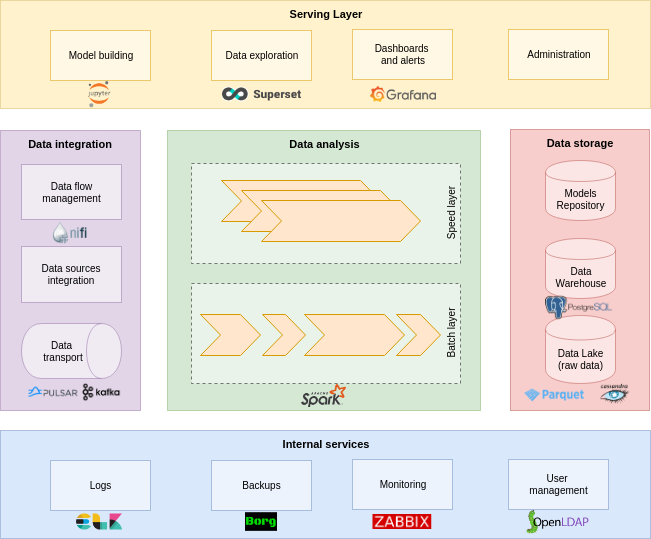 Serving Layer
Model building
Data exploration
Dashboards
and alerts
Administration
jupyter
Superset
Grafana
Data integration
Data flow
management
nifi
Data sources
integration
Data
transport
PULSAR
kafka
Data analysis
Speed layer
Batch layer
APACHE
Spark
Data storage
Models
Repository
Data
Warehouse
PostgreSQL
Data Lake
(raw data)
Parquet
cassandra
Internal services
Logs
Backups
Monitoring
User
management
ELK
Borg
ZABBIX
OpenLDAP